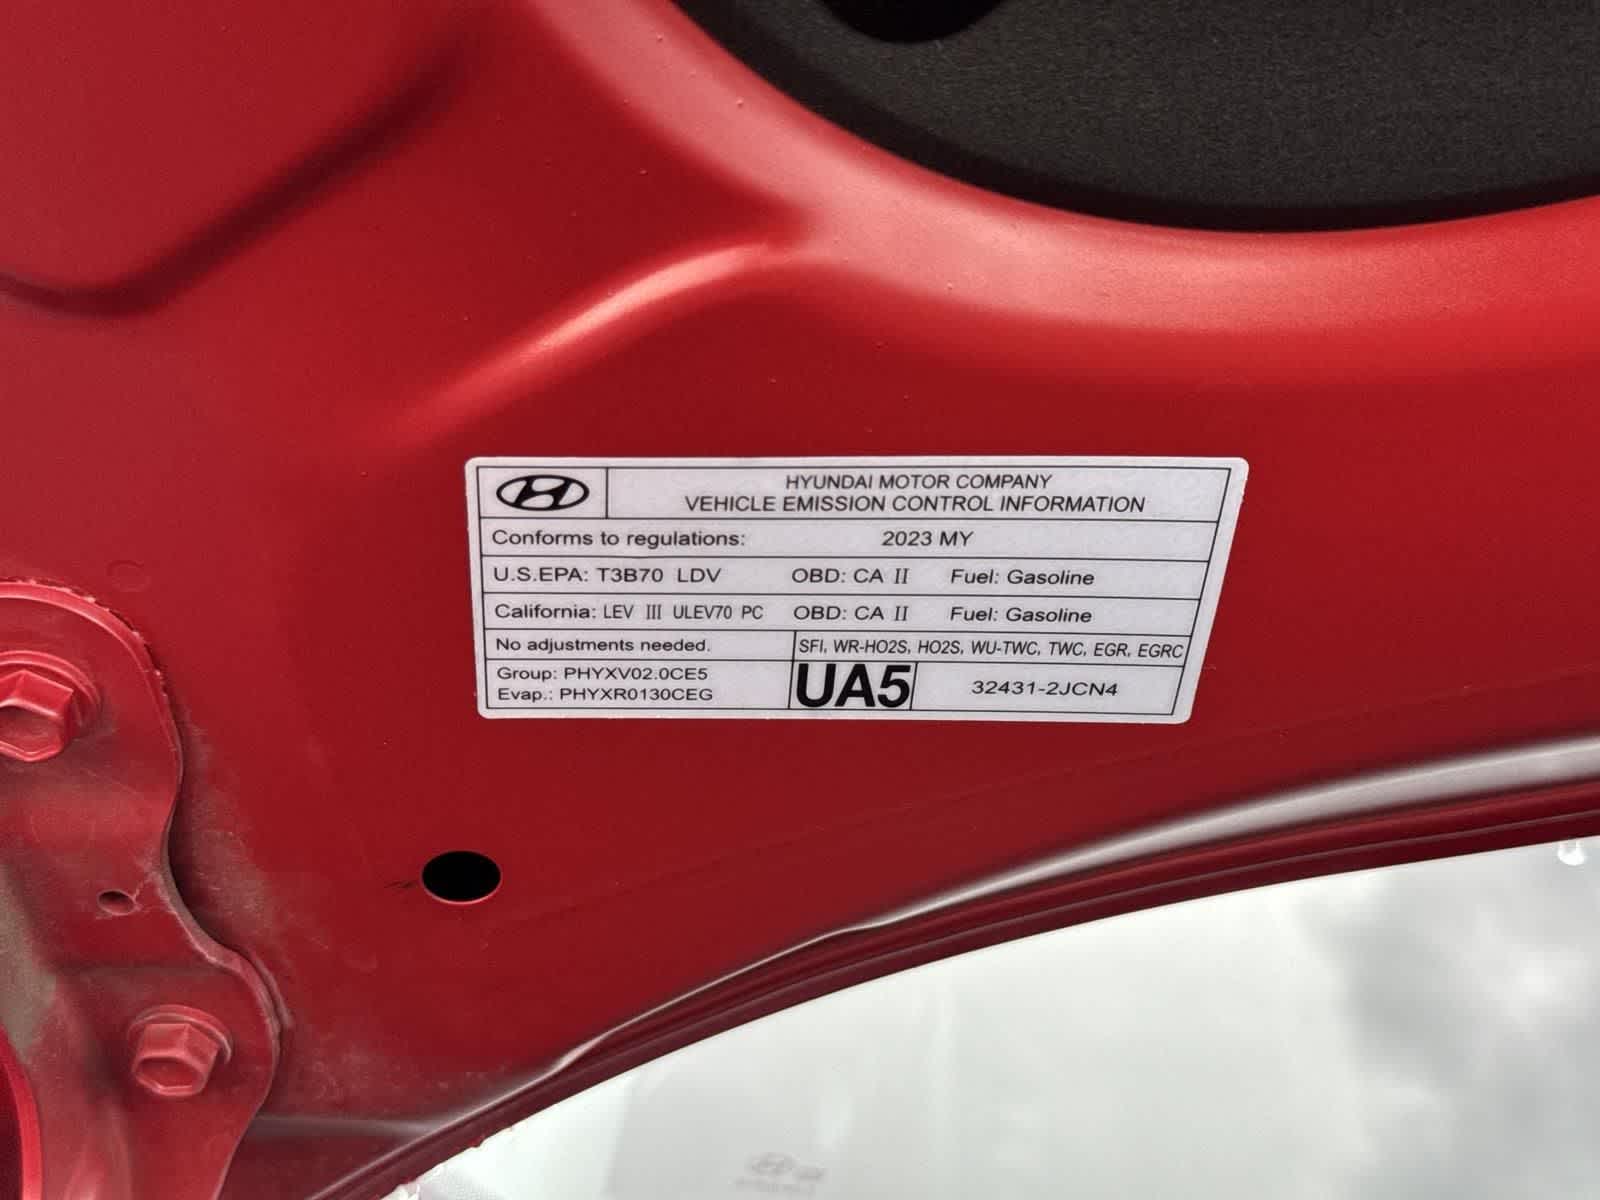 HYUNDAI MOTOR COMPANY
VEHICLE EMISSION CONTROL INFORMATION
Conforms to regulations: 2023 MY
U.S.EPA: T3B70 LDV OBD: CA II Fuel: Gasoline
California: LEV III ULEV70 PC OBD: CA II Fuel: Gasoline
No adjustments needed. SFI, WR-HO2S, HO2S, WU-TWC, TWC, EGR, EGRC
Group: PHYXV02.0CE5
Evap.: PHYXR0130CEG
UA5 32431-2JCN4